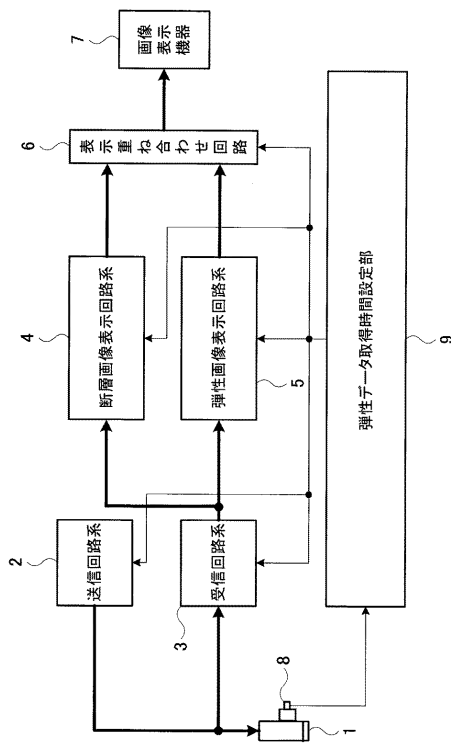 2
送信回路系
3
受信回路系
8
1
4
断層画像表示回路系
弾性画像表示回路系
5
6
表示重ね合わせ回路
7
画像
表示
機器
弾性データ取得時間設定部
9